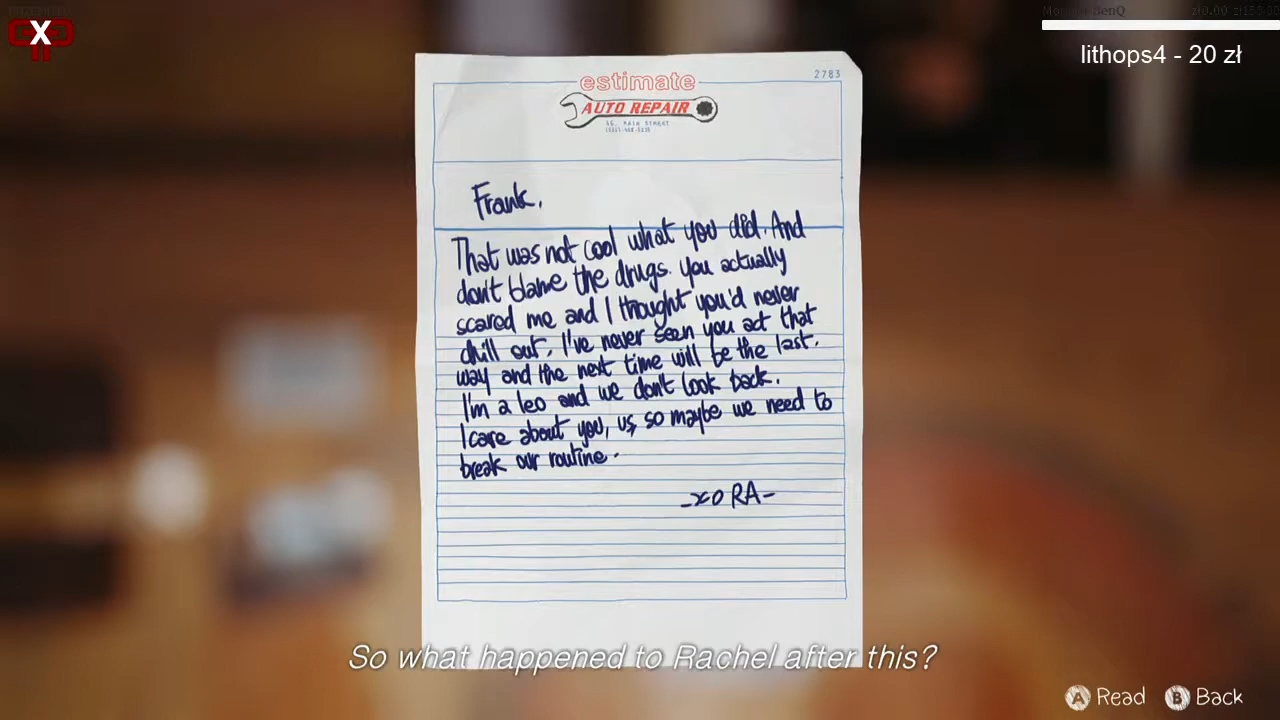 X
zł0.00
lithops4 - 20 zł
2783
estimate
AUTO REPAIR
Frank,
That was not cool what you did. And
don't blame the drugs. You actually
scared me and I thought you'd never
chill out. I've never seen you act that
way and the next time will be the last.
I'm a leo and we don't look back.
I care about you, us, so maybe we need to
break our routine.
-xo RA-
So what happened to Rachel after this?
A Read B Back